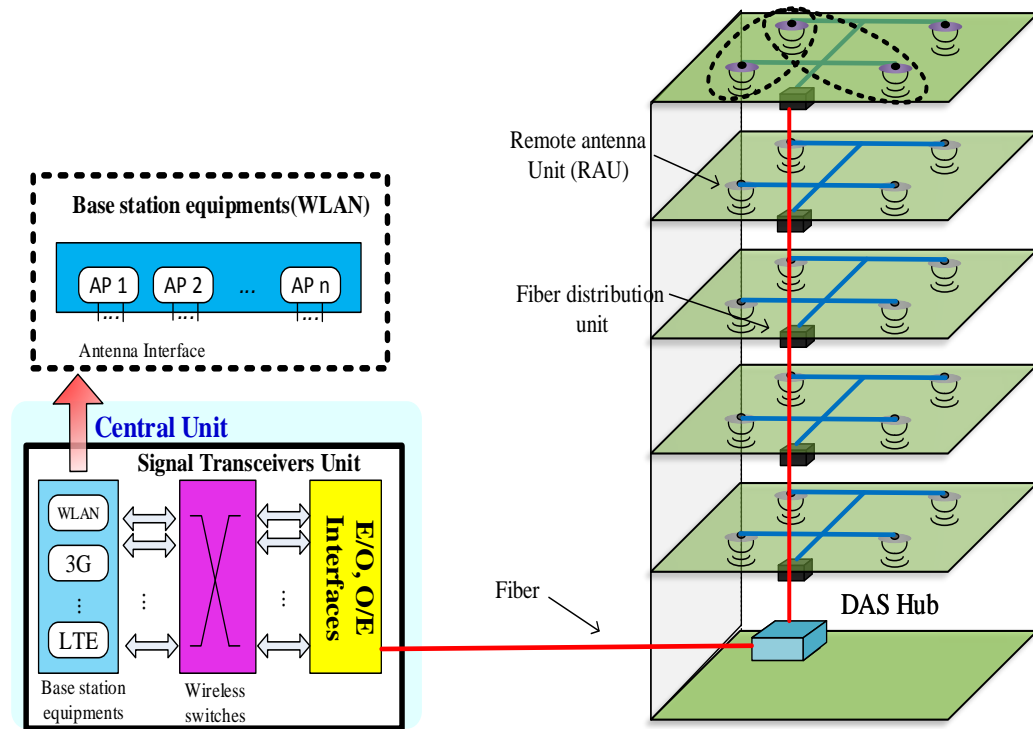 Base station equipments(WLAN)
AP 1
AP 2
...
AP n
...
...
...
Antenna Interface
Central Unit
Signal Transceivers Unit
WLAN
3G
...
LTE
...
...
E/O, O/E
Interfaces
Base station
equipments
Wireless
switches
Remote antenna
Unit (RAU)
Fiber distribution
unit
Fiber
DAS Hub